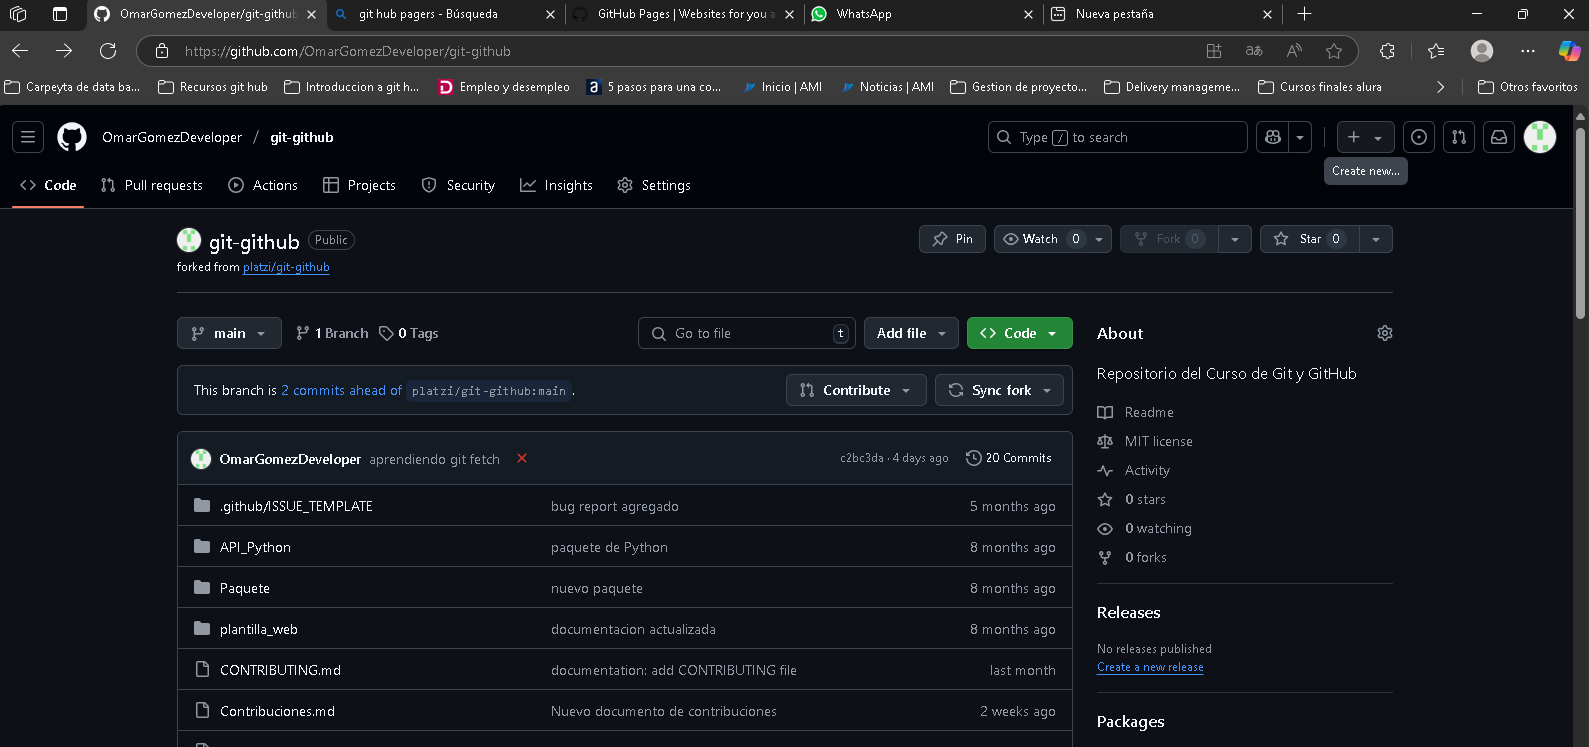 OmarGomezDeveloper/git-github
git hub pagers - Búsqueda
GitHub Pages | Websites for you a
WhatsApp
Nueva pestaña
https://github.com/OmarGomezDeveloper/git-github
Carpeyta de data ba...
Recursos git hub
Introduccion a git h...
Empleo y desempleo
5 pasos para una co...
Inicio | AMI
Noticias | AMI
Gestion de proyecto...
Delivery manageme...
Cursos finales alura
Otros favoritos
OmarGomezDeveloper / git-github
Type / to search
Create new...
Code
Pull requests
Actions
Projects
Security
Insights
Settings
git-github Public
forked from platzi/git-github
Pin
Watch 0
Fork 0
Star 0
main
1 Branch
0 Tags
Go to file t
Add file
Code
This branch is 2 commits ahead of platzi/git-github:main.
Contribute
Sync fork
OmarGomezDeveloper aprendiendo git fetch
c2bc3da · 4 days ago
20 Commits
.github/ISSUE_TEMPLATE bug report agregado 5 months ago
API_Python paquete de Python 8 months ago
Paquete nuevo paquete 8 months ago
plantilla_web documentacion actualizada 8 months ago
CONTRIBUTING.md documentation: add CONTRIBUTING file last month
Contribuciones.md Nuevo documento de contribuciones 2 weeks ago
About
Repositorio del Curso de Git y GitHub
Readme
MIT license
Activity
0 stars
0 watching
0 forks
Releases
No releases published
Create a new release
Packages